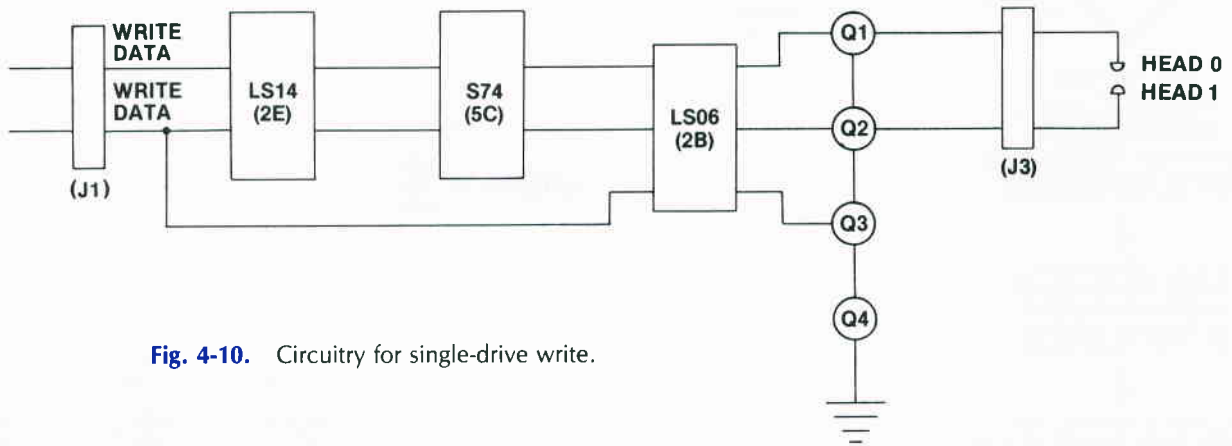 WRITE
DATA
WRITE
DATA
(J1)
LS14
(2E)
S74
(5C)
LS06
(2B)
Q1
Q2
Q3
Q4
(J3)
HEAD 0
HEAD 1
Fig. 4-10. Circuitry for single-drive write.